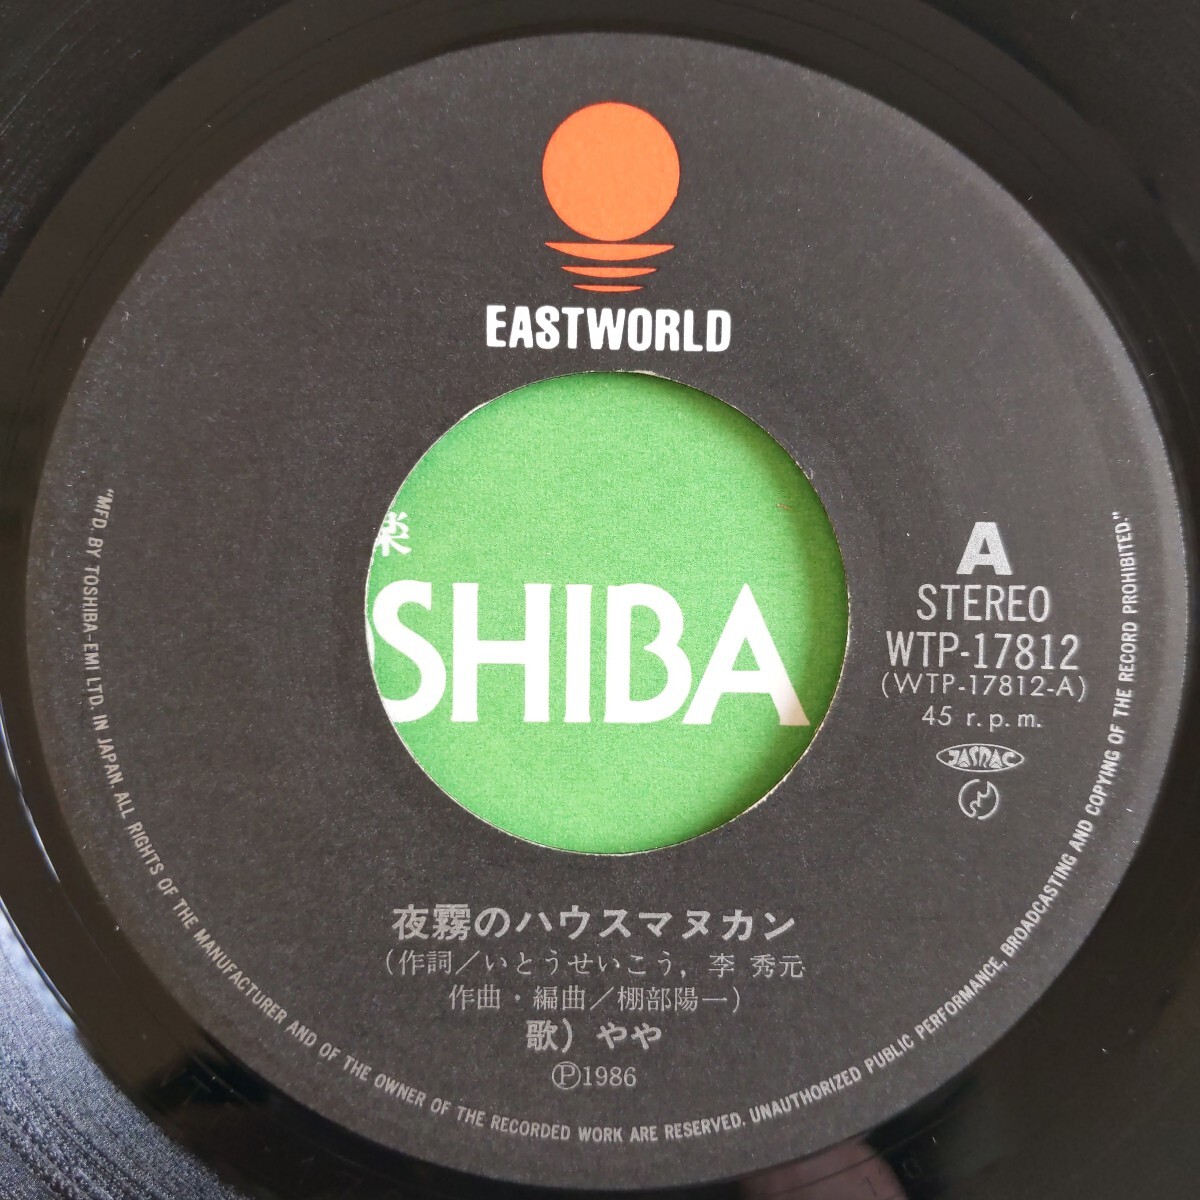 EASTWORLD
楽
OSHIBA
A
STEREO
WTP-17812
(WTP-17812-A)
45 r.p.m.
JASRAC
夜霧のハウスマヌカン
(作詞/いとうせいこう, 李 秀元
作曲・編曲/棚部陽一)
歌) やや
Ⓟ1986
"MFD. BY TOSHIBA-EMI LTD. IN JAPAN. ALL RIGHTS OF THE MANUFACTURER AND OF THE OWNER OF THE RECORDED WORK ARE RESERVED. UNAUTHORIZED PUBLIC PERFORMANCE, BROADCASTING AND COPYING OF THE RECORD PROHIBITED."